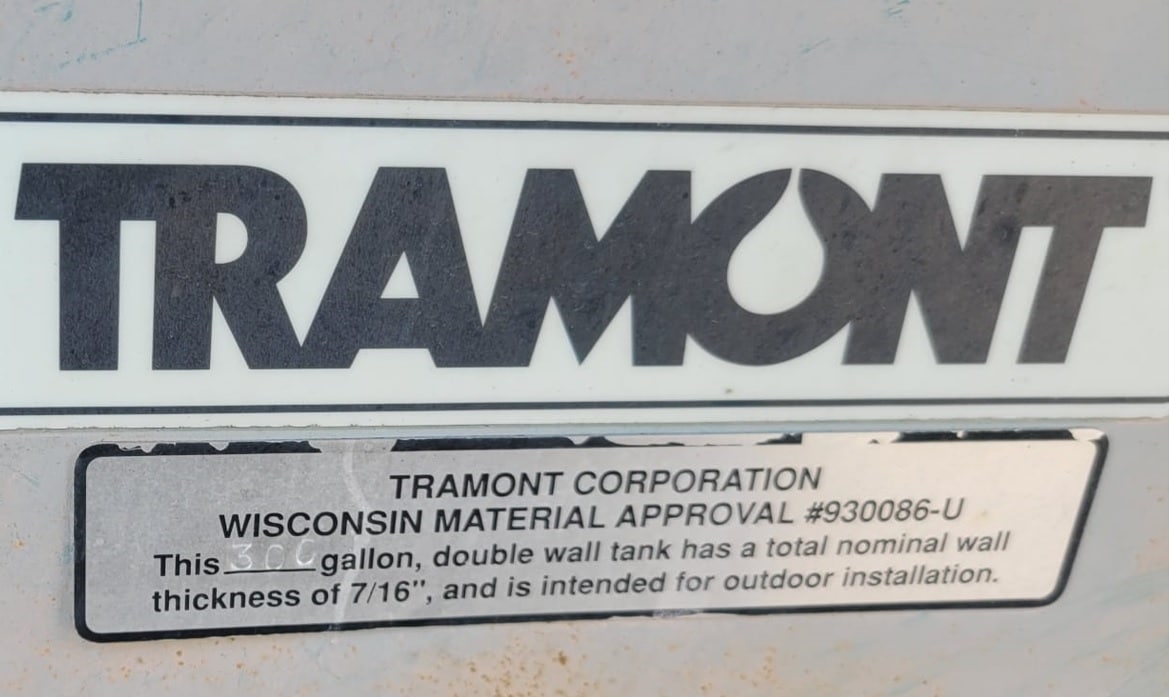 TRAMONT
TRAMONT CORPORATION
WISCONSIN MATERIAL APPROVAL #930086-U
This 300 gallon, double wall tank has a total nominal wall
thickness of 7/16", and is intended for outdoor installation.